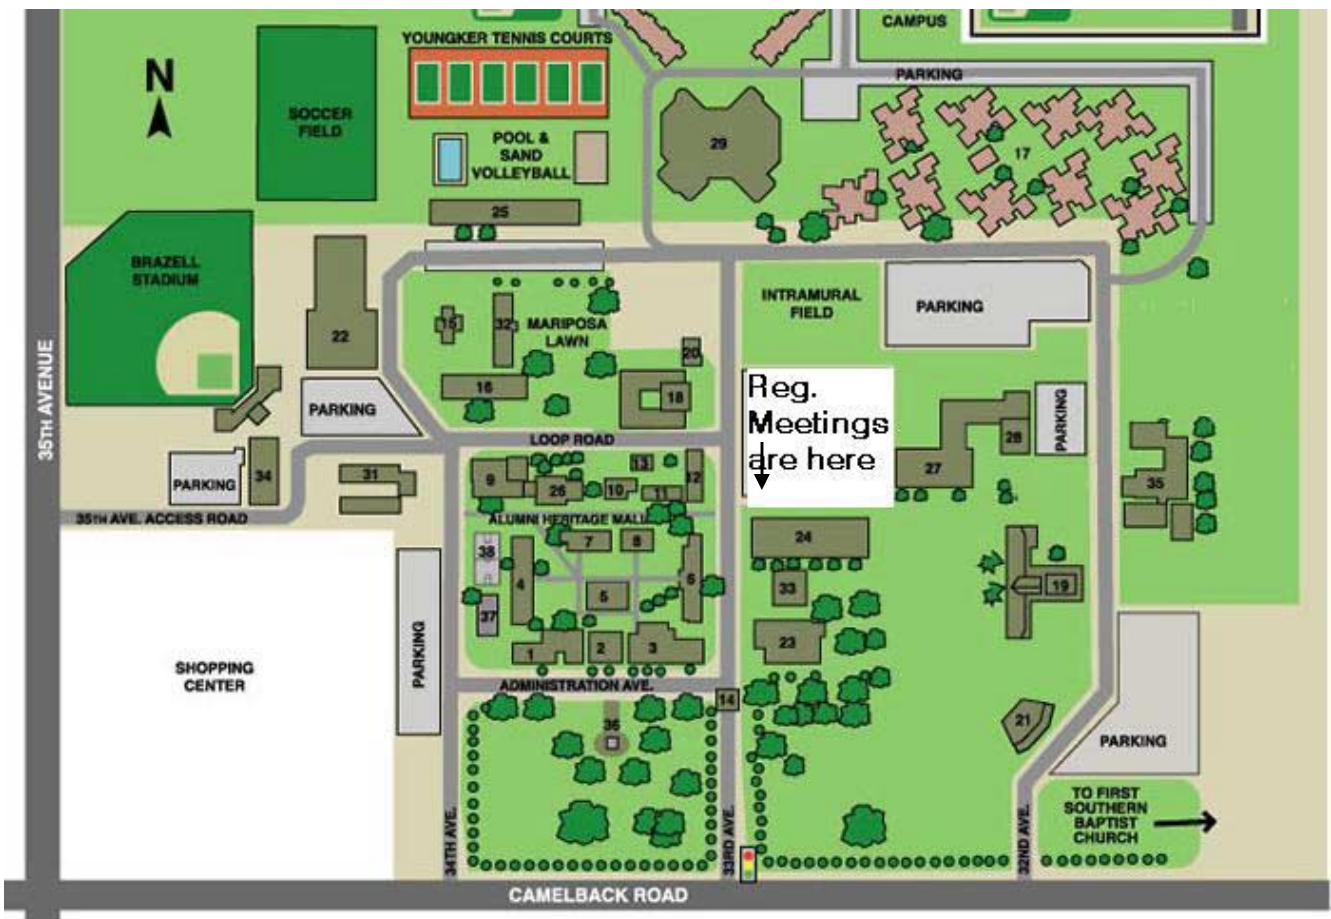 CAMPUS
YOUNGKER TENNIS COURTS
PARKING
N
SOCCER
FIELD
POOL &
SAND
VOLLEYBALL
29
17
25
BRAZELL
STADIUM
INTRAMURAL
FIELD
PARKING
15
32
MARIPOSA
LAWN
22
20
35TH AVENUE
16
18
PARKING
Reg.
Meetings
are here
PARKING
28
27
LOOP ROAD
34
31
PARKING
9
26
13
10
11
12
35
35TH AVE. ACCESS ROAD
ALUMNI HERITAGE MALL
38
7
8
24
4
6
5
33
19
37
PARKING
1
2
3
23
SHOPPING
CENTER
ADMINISTRATION AVE.
14
36
21
PARKING
34TH AVE.
33RD AVE.
32ND AVE.
TO FIRST
SOUTHERN
BAPTIST
CHURCH
CAMELBACK ROAD